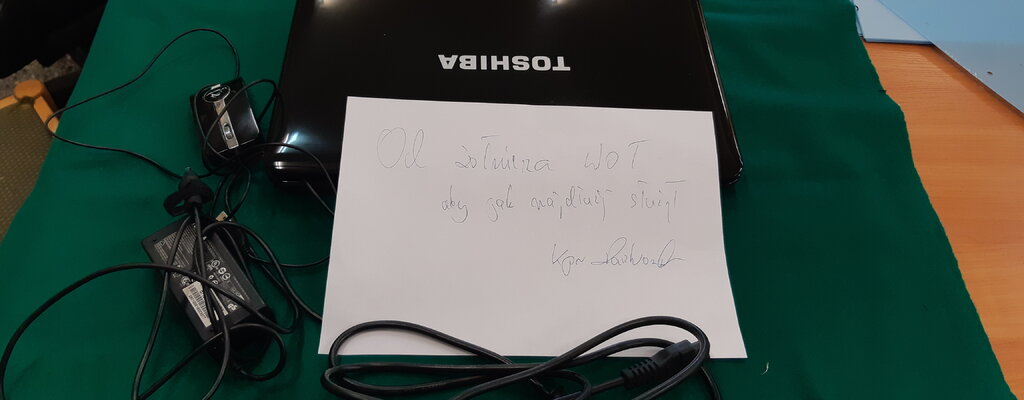 TOSHIBA
Od żołnierza WOT
aby jak najdłużej służył
Kpr